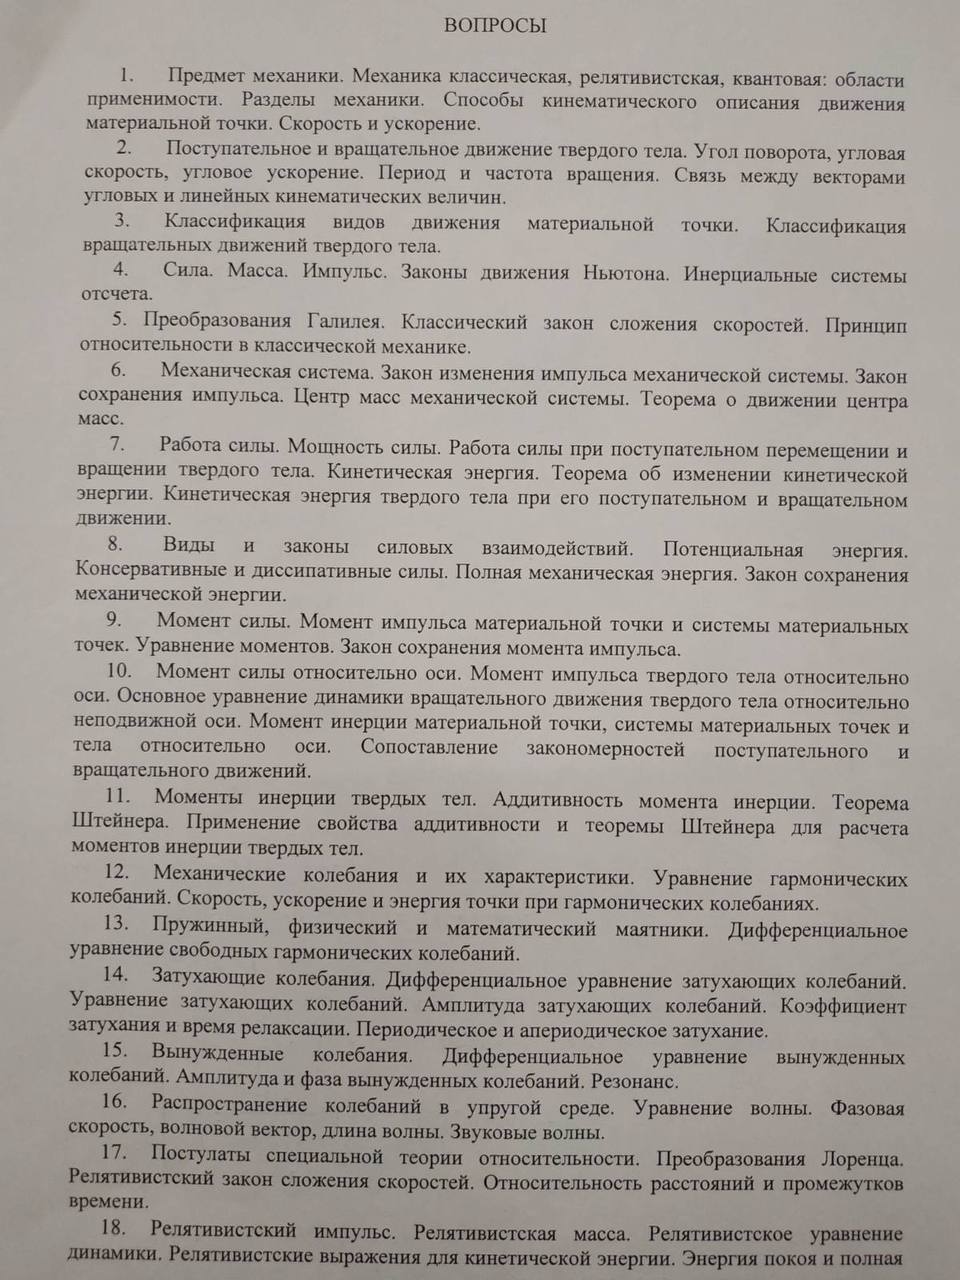 ВОПРОСЫ
1. Предмет механики. Механика классическая, релятивистская, квантовая: области
применимости. Разделы механики. Способы кинематического описания движения
материальной точки. Скорость и ускорение.
2. Поступательное и вращательное движение твердого тела. Угол поворота, угловая
скорость, угловое ускорение. Период и частота вращения. Связь между векторами
угловых и линейных кинематических величин.
3. Классификация видов движения материальной точки. Классификация
вращательных движений твердого тела.
4. Сила. Масса. Импульс. Законы движения Ньютона. Инерциальные системы
отсчета.
5. Преобразования Галилея. Классический закон сложения скоростей. Принцип
относительности в классической механике.
6. Механическая система. Закон изменения импульса механической системы. Закон
сохранения импульса. Центр масс механической системы. Теорема о движении центра
масс.
7. Работа силы. Мощность силы. Работа силы при поступательном перемещении и
вращении твердого тела. Кинетическая энергия. Теорема об изменении кинетической
энергии. Кинетическая энергия твердого тела при его поступательном и вращательном
движении.
8. Виды и законы силовых взаимодействий. Потенциальная энергия.
Консервативные и диссипативные силы. Полная механическая энергия. Закон сохранения
механической энергии.
9. Момент силы. Момент импульса материальной точки и системы материальных
точек. Уравнение моментов. Закон сохранения момента импульса.
10. Момент силы относительно оси. Момент импульса твердого тела относительно
оси. Основное уравнение динамики вращательного движения твердого тела относительно
неподвижной оси. Момент инерции материальной точки, системы материальных точек и
тела относительно оси. Сопоставление закономерностей поступательного и
вращательного движений.
11. Моменты инерции твердых тел. Аддитивность момента инерции. Теорема
Штейнера. Применение свойства аддитивности и теоремы Штейнера для расчета
моментов инерции твердых тел.
12. Механические колебания и их характеристики. Уравнение гармонических
колебаний. Скорость, ускорение и энергия точки при гармонических колебаниях.
13. Пружинный, физический и математический маятники. Дифференциальное
уравнение свободных гармонических колебаний.
14. Затухающие колебания. Дифференциальное уравнение затухающих колебаний.
Уравнение затухающих колебаний. Амплитуда затухающих колебаний. Коэффициент
затухания и время релаксации. Периодическое и апериодическое затухание.
15. Вынужденные колебания. Дифференциальное уравнение вынужденных
колебаний. Амплитуда и фаза вынужденных колебаний. Резонанс.
16. Распространение колебаний в упругой среде. Уравнение волны. Фазовая
скорость, волновой вектор, длина волны. Звуковые волны.
17. Постулаты специальной теории относительности. Преобразования Лоренца.
Релятивистский закон сложения скоростей. Относительность расстояний и промежутков
времени.
18. Релятивистский импульс. Релятивистская масса. Релятивистское уравнение
динамики. Релятивистские выражения для кинетической энергии. Энергия покоя и полная